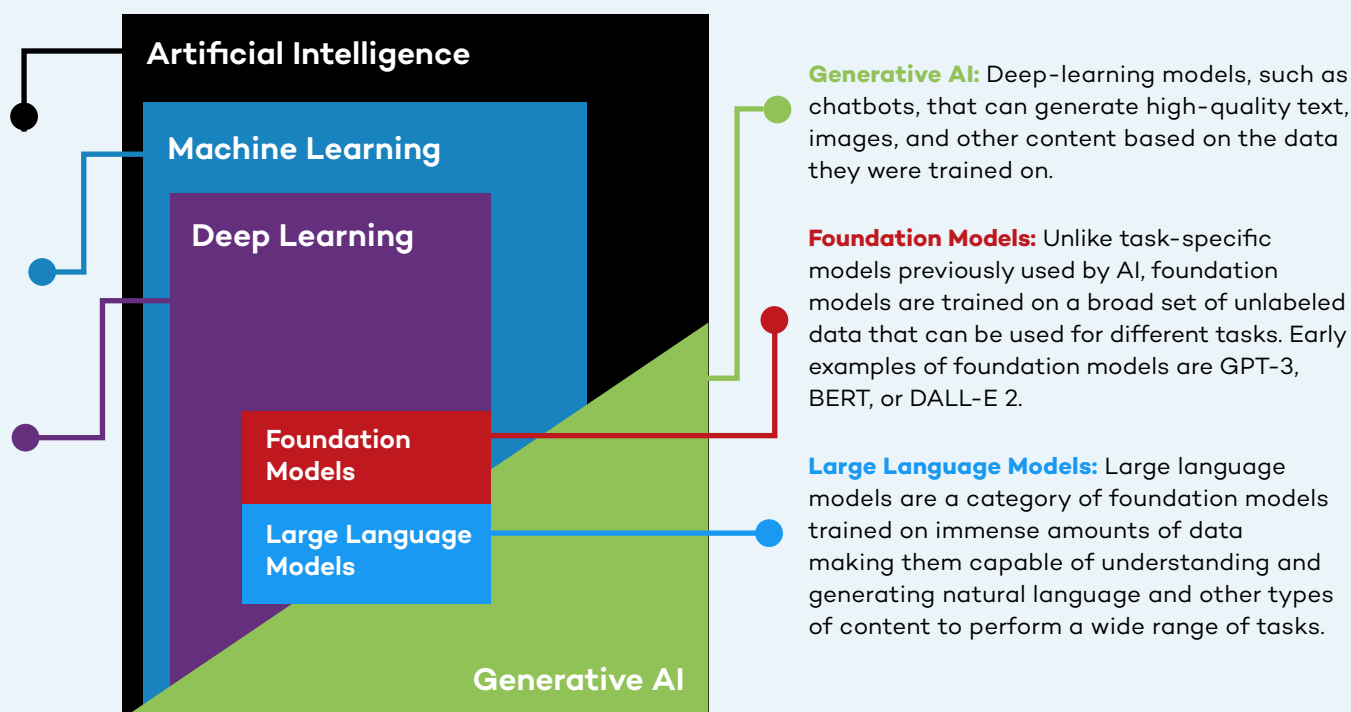 Artificial Intelligence
Machine Learning
Deep Learning
Foundation
Models
Large Language
Models
Generative AI
Generative AI: Deep-learning models, such as
chatbots, that can generate high-quality text,
images, and other content based on the data
they were trained on.
Foundation Models: Unlike task-specific
models previously used by AI, foundation
models are trained on a broad set of unlabeled
data that can be used for different tasks. Early
examples of foundation models are GPT-3,
BERT, or DALL-E 2.
Large Language Models: Large language
models are a category of foundation models
trained on immense amounts of data
making them capable of understanding and
generating natural language and other types
of content to perform a wide range of tasks.